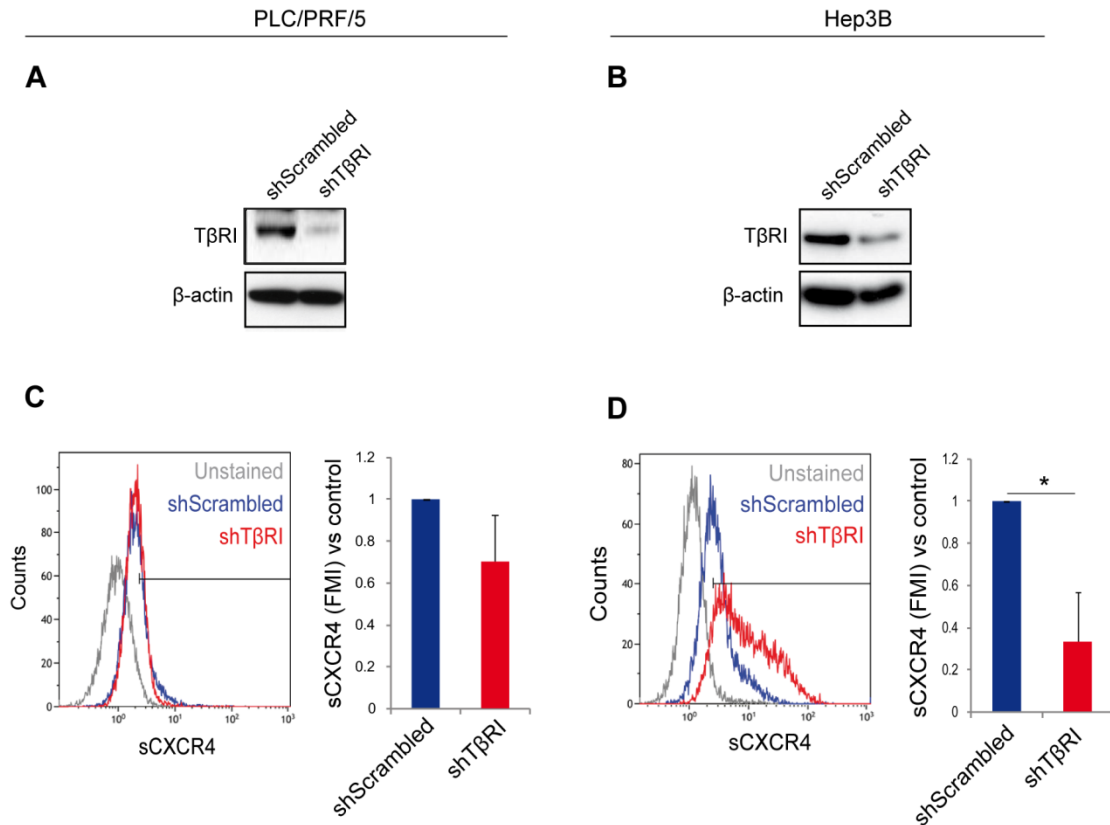 PLC/PRF/5
Hep3B
A
shScrambled
shTβRI
TβRI
β-actin
B
shScrambled
shTβRI
TβRI
β-actin
C
Counts
100
80
60
40
20
0
Unstained
shScrambled
shTβRI
10⁰
10¹
10²
10³
sCXCR4
sCXCR4 (FMI) vs control
1.2
1
0.8
0.6
0.4
0.2
0
shScrambled
shTβRI
D
Counts
80
60
40
20
0
Unstained
shScrambled
shTβRI
10⁰
10¹
10²
10³
sCXCR4
sCXCR4 (FMI) vs control
1.2
1
0.8
0.6
0.4
0.2
0
*
shScrambled
shTβRI